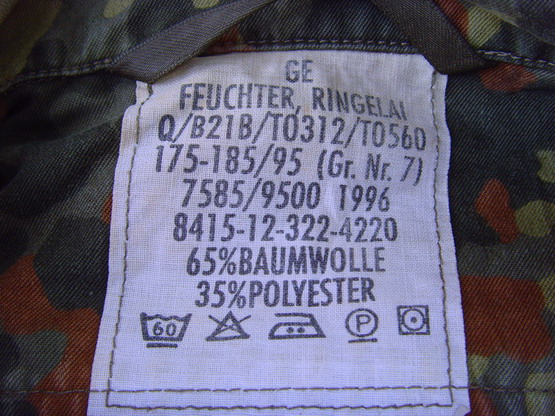 GE
FEUCHTER, RINGELAI
Q/B21B/T0312/T0560
175-185/95 (Gr. Nr. 7)
7585/9500 1996
8415-12-322-4220
65%BAUMWOLLE
35%POLYESTER
60 P